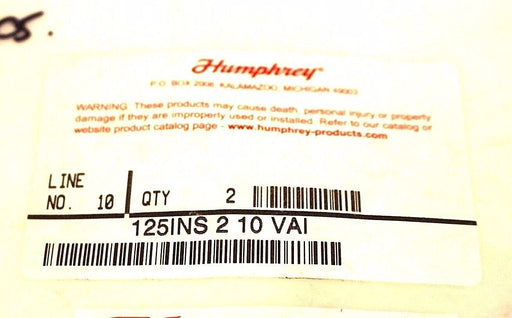 os.
Humphrey
P.O. BOX 2008, KALAMAZOO, MICHIGAN 49003
WARNING: These products may cause death, personal injury or property
damage if they are improperly used or installed. Refer to our catalog or
website product catalog page - www.humphrey-products.com
LINE
NO. 10 QTY 2
125INS 2 10 VAI